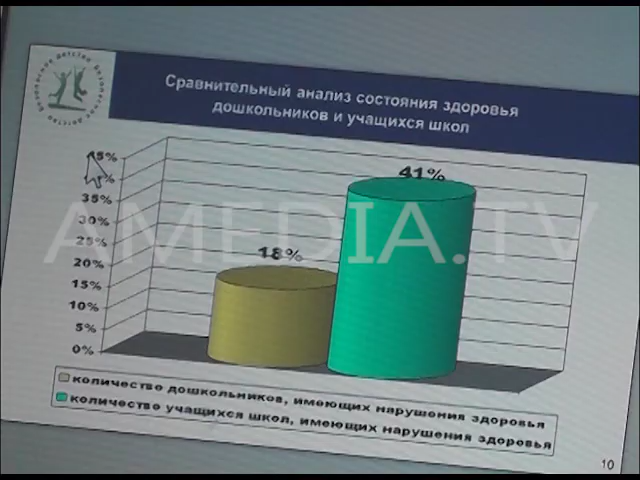 Сравнительный анализ состояния здоровья
дошкольников и учащихся школ
45%
35%
30%
25%
20%
15%
10%
5%
0%
18%
41%
AMEDIA.TV
количество дошкольников, имеющих нарушения здоровья
количество учащихся школ, имеющих нарушения здоровья
10